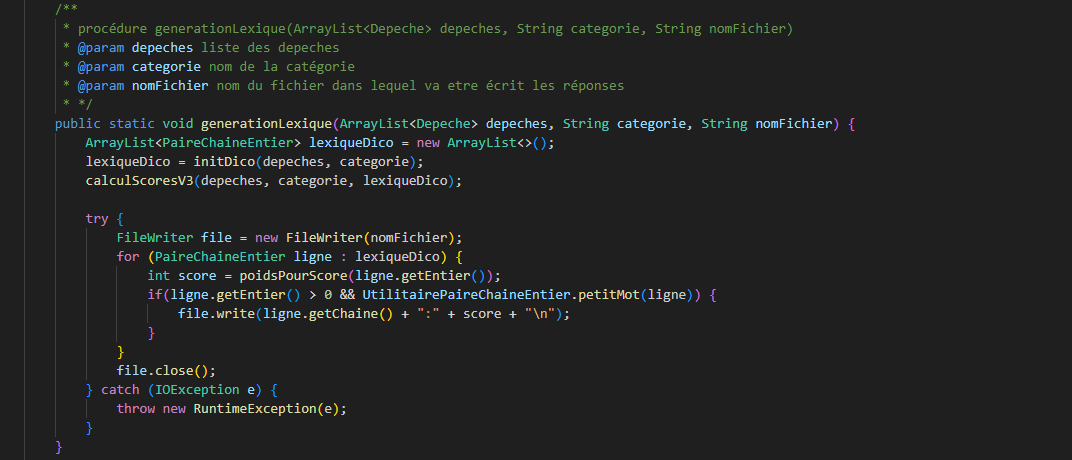 /**
 * procédure generationLexique(ArrayList<Depeche> depeches, String categorie, String nomFichier)
 * @param depeches liste des depeches
 * @param categorie nom de la catégorie
 * @param nomFichier nom du fichier dans lequel va etre écrit les réponses
 * */
public static void generationLexique(ArrayList<Depeche> depeches, String categorie, String nomFichier) {
    ArrayList<PaireChaineEntier> lexiqueDico = new ArrayList<>();
    lexiqueDico = initDico(depeches, categorie);
    calculScoresV3(depeches, categorie, lexiqueDico);

    try {
        FileWriter file = new FileWriter(nomFichier);
        for (PaireChaineEntier ligne : lexiqueDico) {
            int score = poidsPourScore(ligne.getEntier());
            if(ligne.getEntier() > 0 && UtilitairePaireChaineEntier.petitMot(ligne)) {
                file.write(ligne.getChaine() + ":" + score + "\n");
            }
        }
        file.close();
    } catch (IOException e) {
        throw new RuntimeException(e);
    }
}